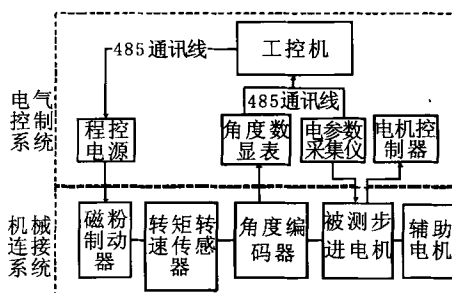 485通讯线
工控机
电气
控制
系统
485通讯线
程控
电源
角度数
显表
电参数
采集仪
电机控
制器
机械
连接
系统
磁粉
制动
器
转矩转
速传感
器
角度编
码器
被测步
进电机
辅助
电机